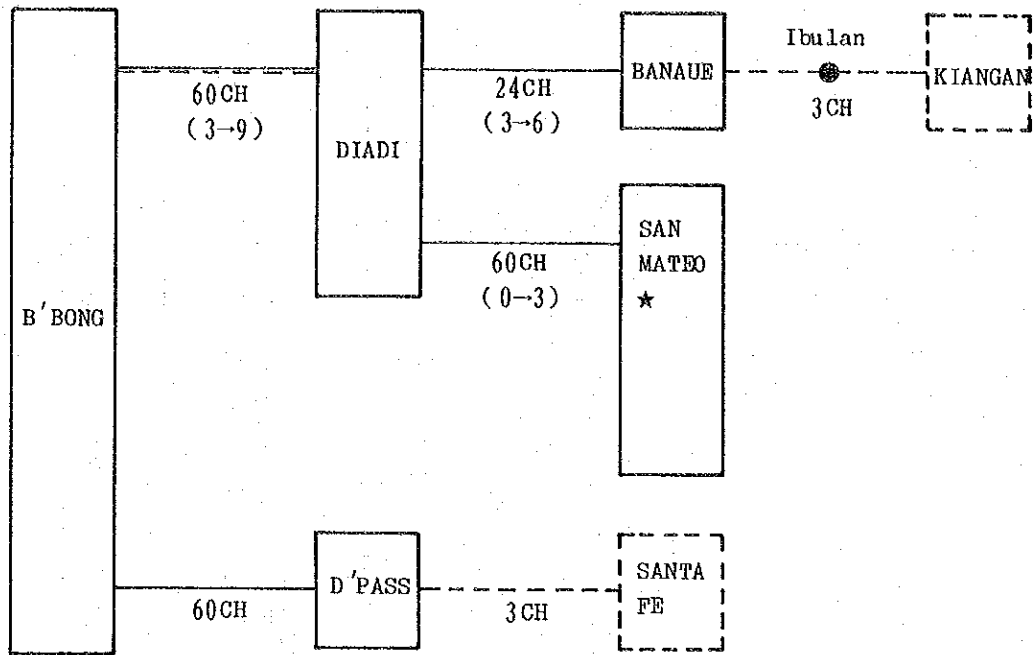 Ibulan
BANAUE
KIANGAN
60CH
(3→9)
24CH
(3→6)
3CH
DIADI
SAN
MATEO
★
60CH
(0→3)
B'BONG
D'PASS
SANTA
FE
60CH
3CH